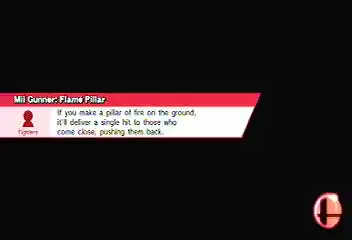 Mii Gunner: Flame Pillar
If you make a pillar of fire on the ground,
it'll deliver a single hit to those who
come close, pushing them back.
Fighters